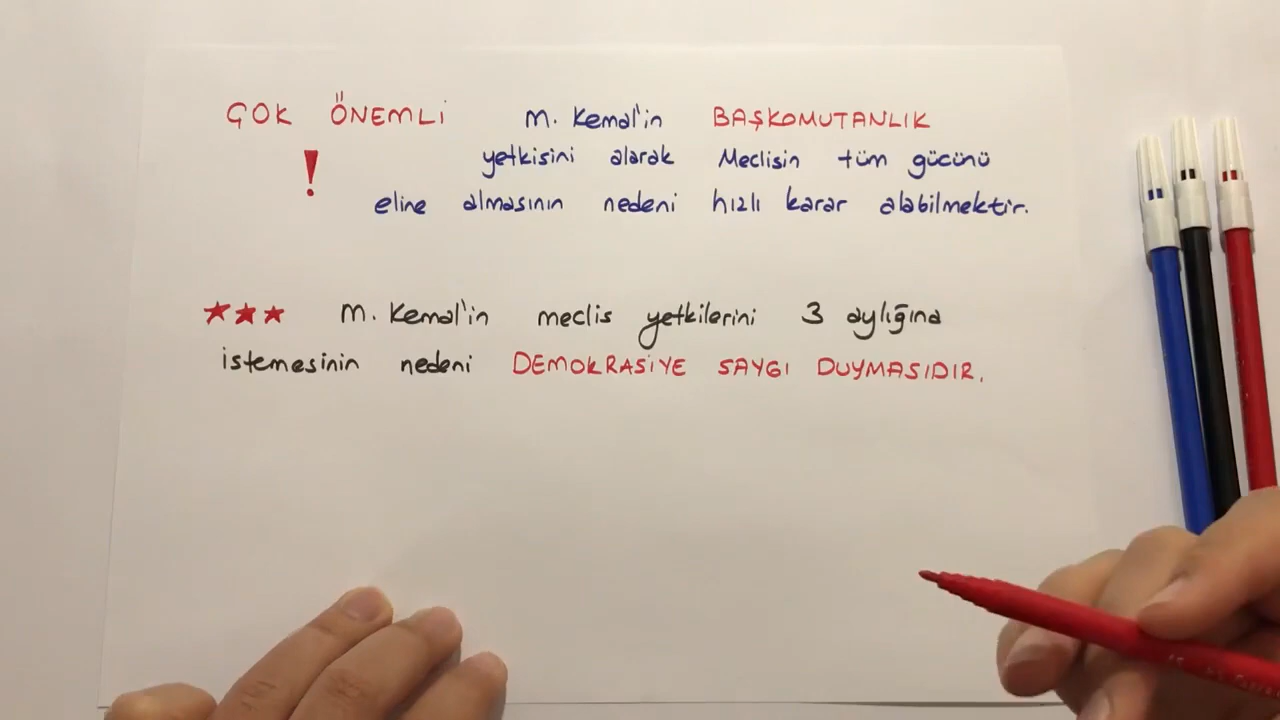 ÇOK ÖNEMLİ M. Kemal'in BAŞKOMUTANLIK
! yetkisini alarak Meclisin tüm gücünü
eline almasının nedeni hızlı karar alabilmektir.
★★★ M. Kemal'in meclis yetkilerini 3 aylığına
istemesinin nedeni DEMOKRASİYE SAYGI DUYMASIDIR.